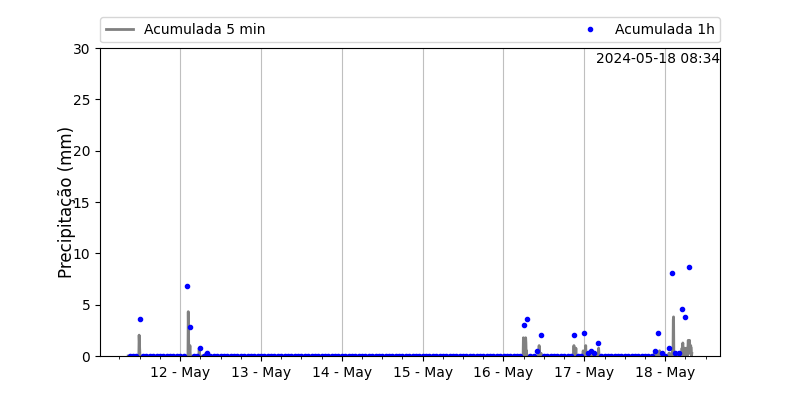 Acumulada 5 min
Acumulada 1h
2024-05-18 08:34
Precipitação (mm)
30
25
20
15
10
5
0
12 - May
13 - May
14 - May
15 - May
16 - May
17 - May
18 - May